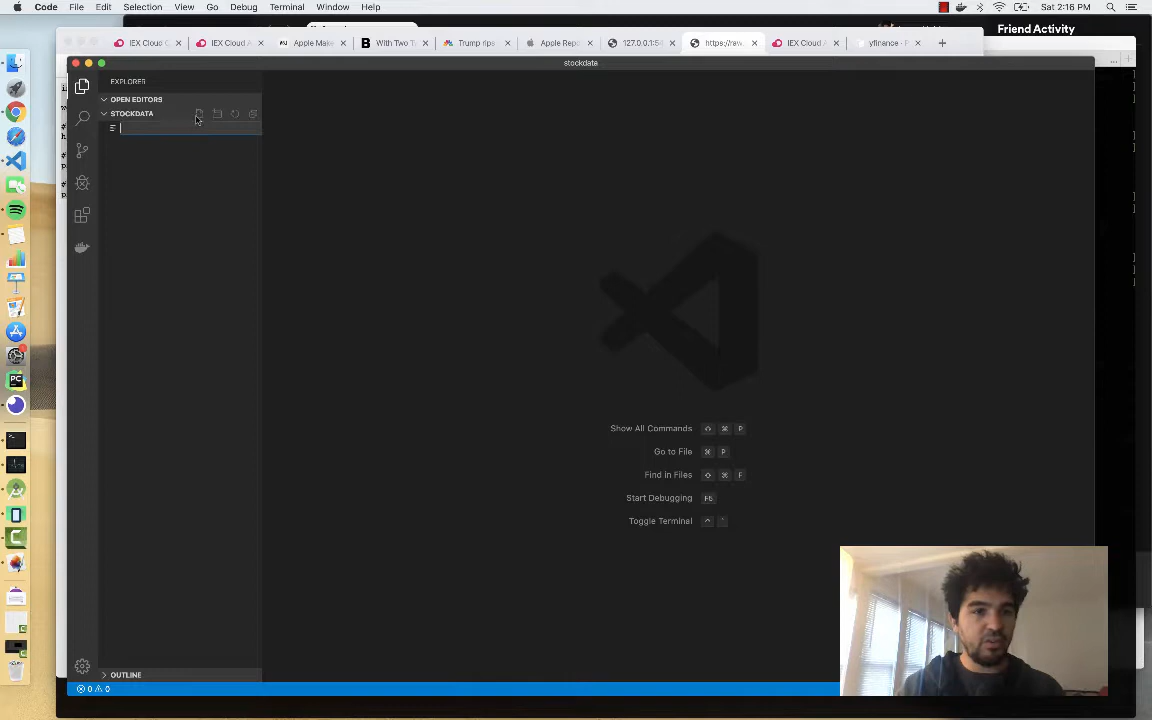 Code File Edit Selection View Go Debug Terminal Window Help Sat 2:16 PM
Friend Activity
IEX Cloud C IEX Cloud A Apple Make With Two T Trump rips Apple Repo 127.0.0.1:5 https://raw. IEX Cloud A yfinance · P
stockdata
EXPLORER
OPEN EDITORS
STOCKDATA
Show All Commands ⇧ ⌘ P
Go to File ⌘ P
Find in Files ⇧ ⌘ F
Start Debugging F5
Toggle Terminal ^ `
OUTLINE
0 0